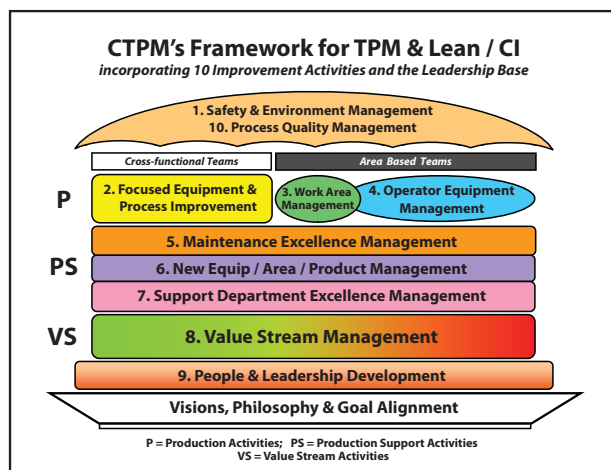 CTPM's Framework for TPM & Lean / CI
incorporating 10 Improvement Activities and the Leadership Base
1. Safety & Environment Management
10. Process Quality Management
Cross-functional Teams
Area Based Teams
P
2. Focused Equipment &
Process Improvement
3. Work Area
Management
4. Operator Equipment
Management
PS
5. Maintenance Excellence Management
6. New Equip / Area / Product Management
7. Support Department Excellence Management
VS
8. Value Stream Management
9. People & Leadership Development
Visions, Philosophy & Goal Alignment
P = Production Activities; PS = Production Support Activities
VS = Value Stream Activities